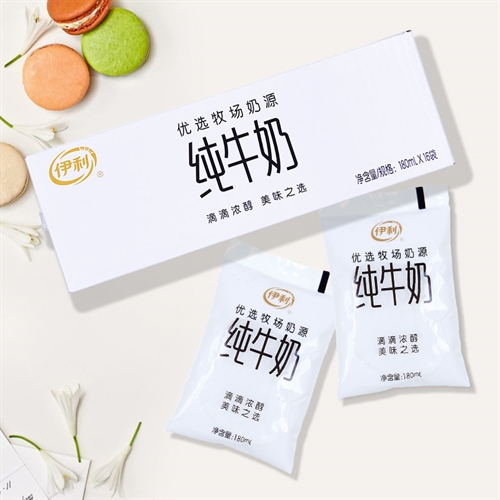 伊利®
优选牧场奶源
纯牛奶
滴滴浓醇 美味之选
净含量/规格：180mL×16袋
伊利®
优选牧场奶源
纯牛奶
滴滴浓醇
美味之选
净含量:180mL
伊利®
优选牧场奶源
纯牛奶
滴滴浓醇
美味之选
净含量:180mL